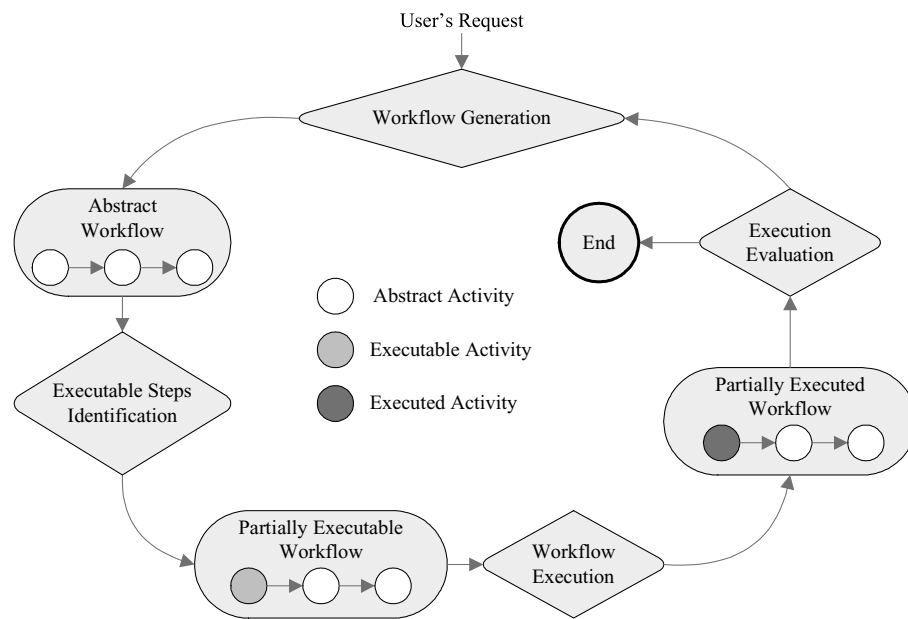 User’s Request
Workflow Generation
Abstract
Workflow
End
Execution
Evaluation
Abstract Activity
Executable Activity
Executed Activity
Executable Steps
Identification
Partially Executed
Workflow
Partially Executable
Workflow
Workflow
Execution